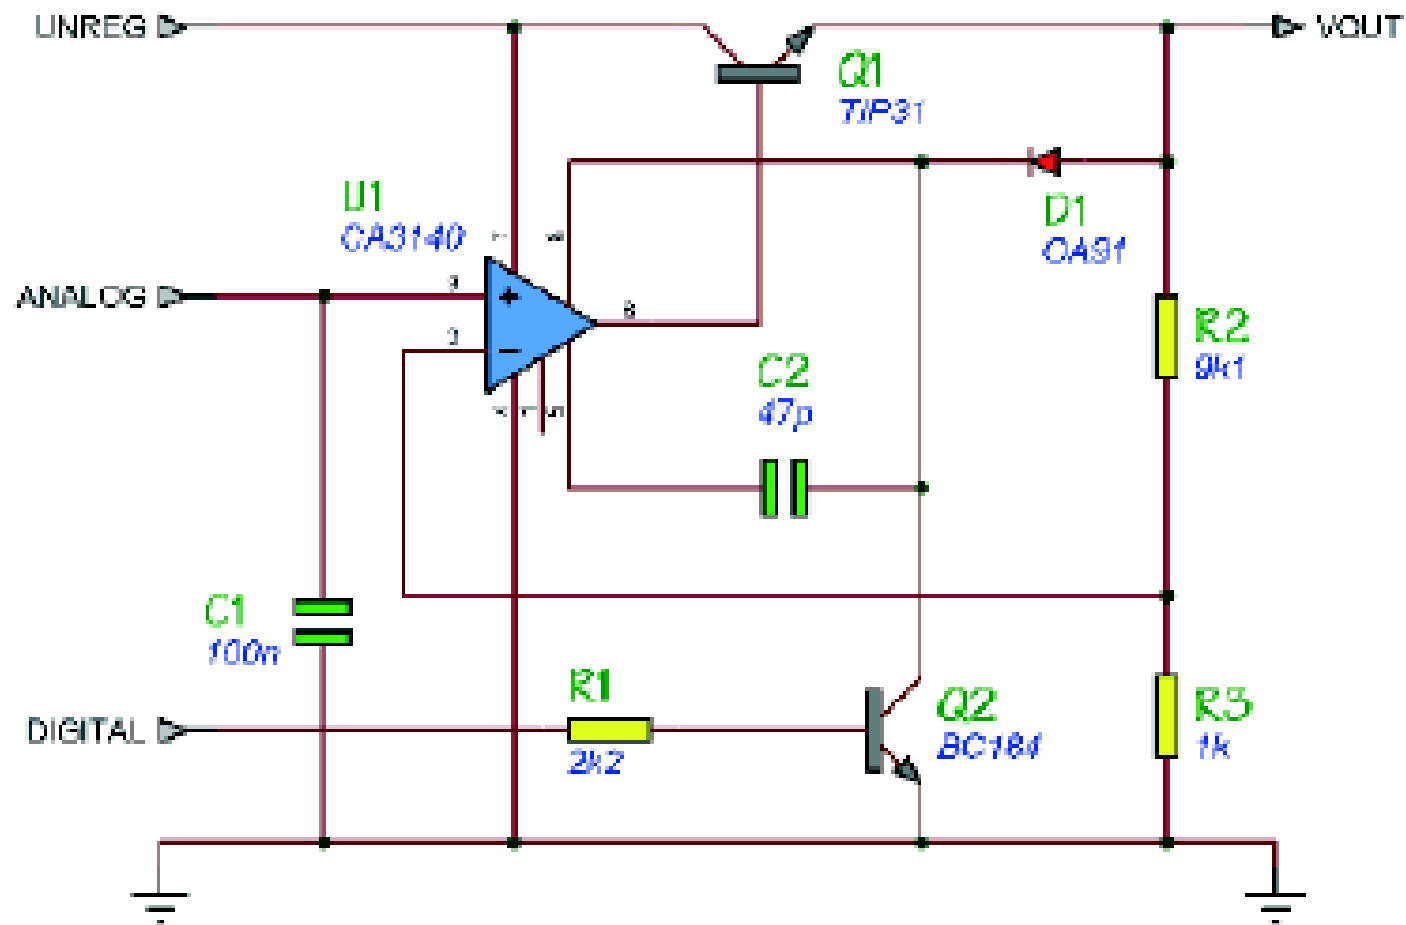 UNREG
VOUT
Q1
TIP31
U1
CA3140
D1
OA91
ANALOG
R2
9k1
C2
47p
C1
100n
R1
2k2
DIGITAL
Q2
BC184
R3
1k